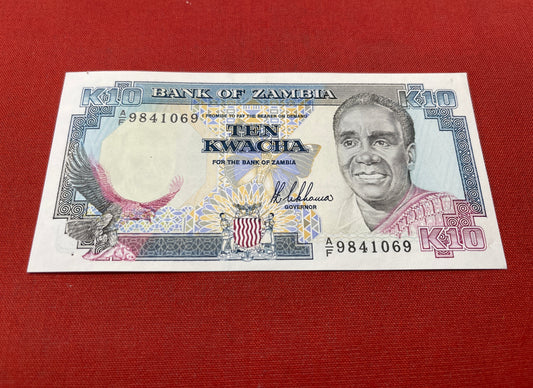 K10 BANK OF ZAMBIA K10
A/F 9841069 I PROMISE TO PAY THE BEARER ON DEMAND
TEN
KWACHA
FOR THE BANK OF ZAMBIA
GOVERNOR
A/F 9841069
K10